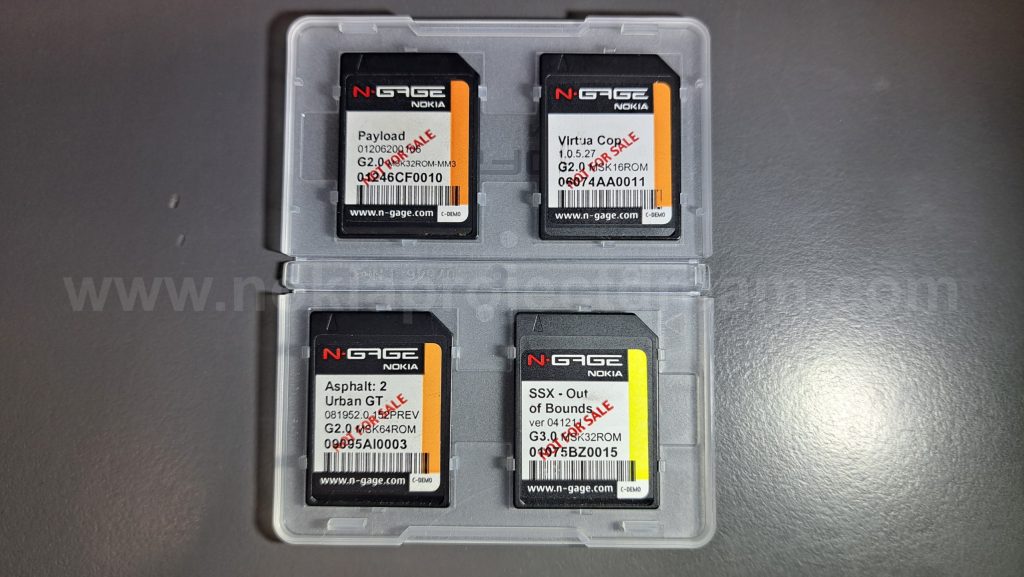 N-GAGE
NOKIA
Payload
G2.0 MSK32ROM-MM3
01246CF0010
NOT FOR SALE
www.n-gage.com
C-DEMO
N-GAGE
NOKIA
Virtua Cop
1.0.5.27
G2.0 MSK16ROM
06074AA0011
NOT FOR SALE
www.n-gage.com
C-DEMO
N-GAGE
NOKIA
Asphalt: 2
Urban GT
081952.0.152PREV
G2.0 MSK64ROM
09095AI0003
NOT FOR SALE
www.n-gage.com
C-DEMO
N-GAGE
NOKIA
SSX - Out
of Bounds
G3.0 MSK32ROM
01075BZ0015
NOT FOR SALE
www.n-gage.com
C-DEMO